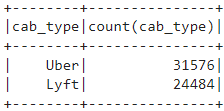 +--------+---------------+
|cab_type|count(cab_type)|
+--------+---------------+
|    Uber|          31576|
|    Lyft|          24484|
+--------+---------------+